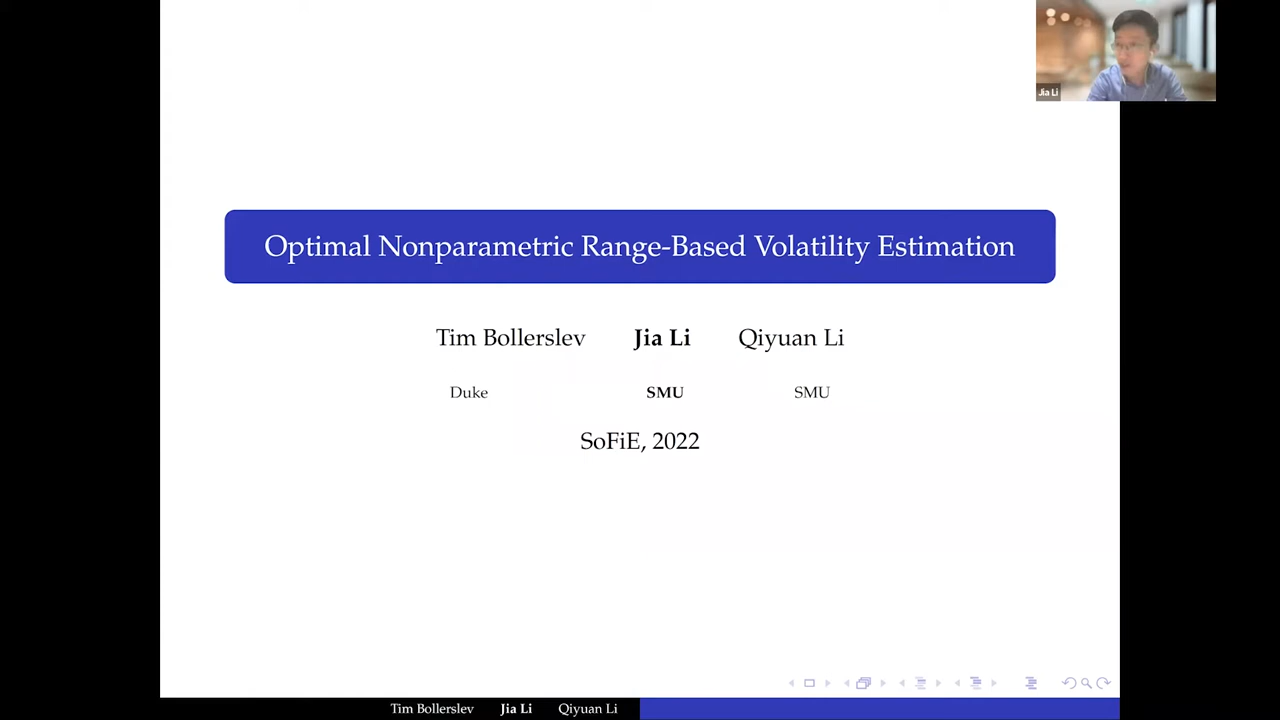 Jia Li
Optimal Nonparametric Range-Based Volatility Estimation
Tim Bollerslev Jia Li Qiyuan Li
Duke SMU SMU
SoFiE, 2022
Tim Bollerslev Jia Li Qiyuan Li